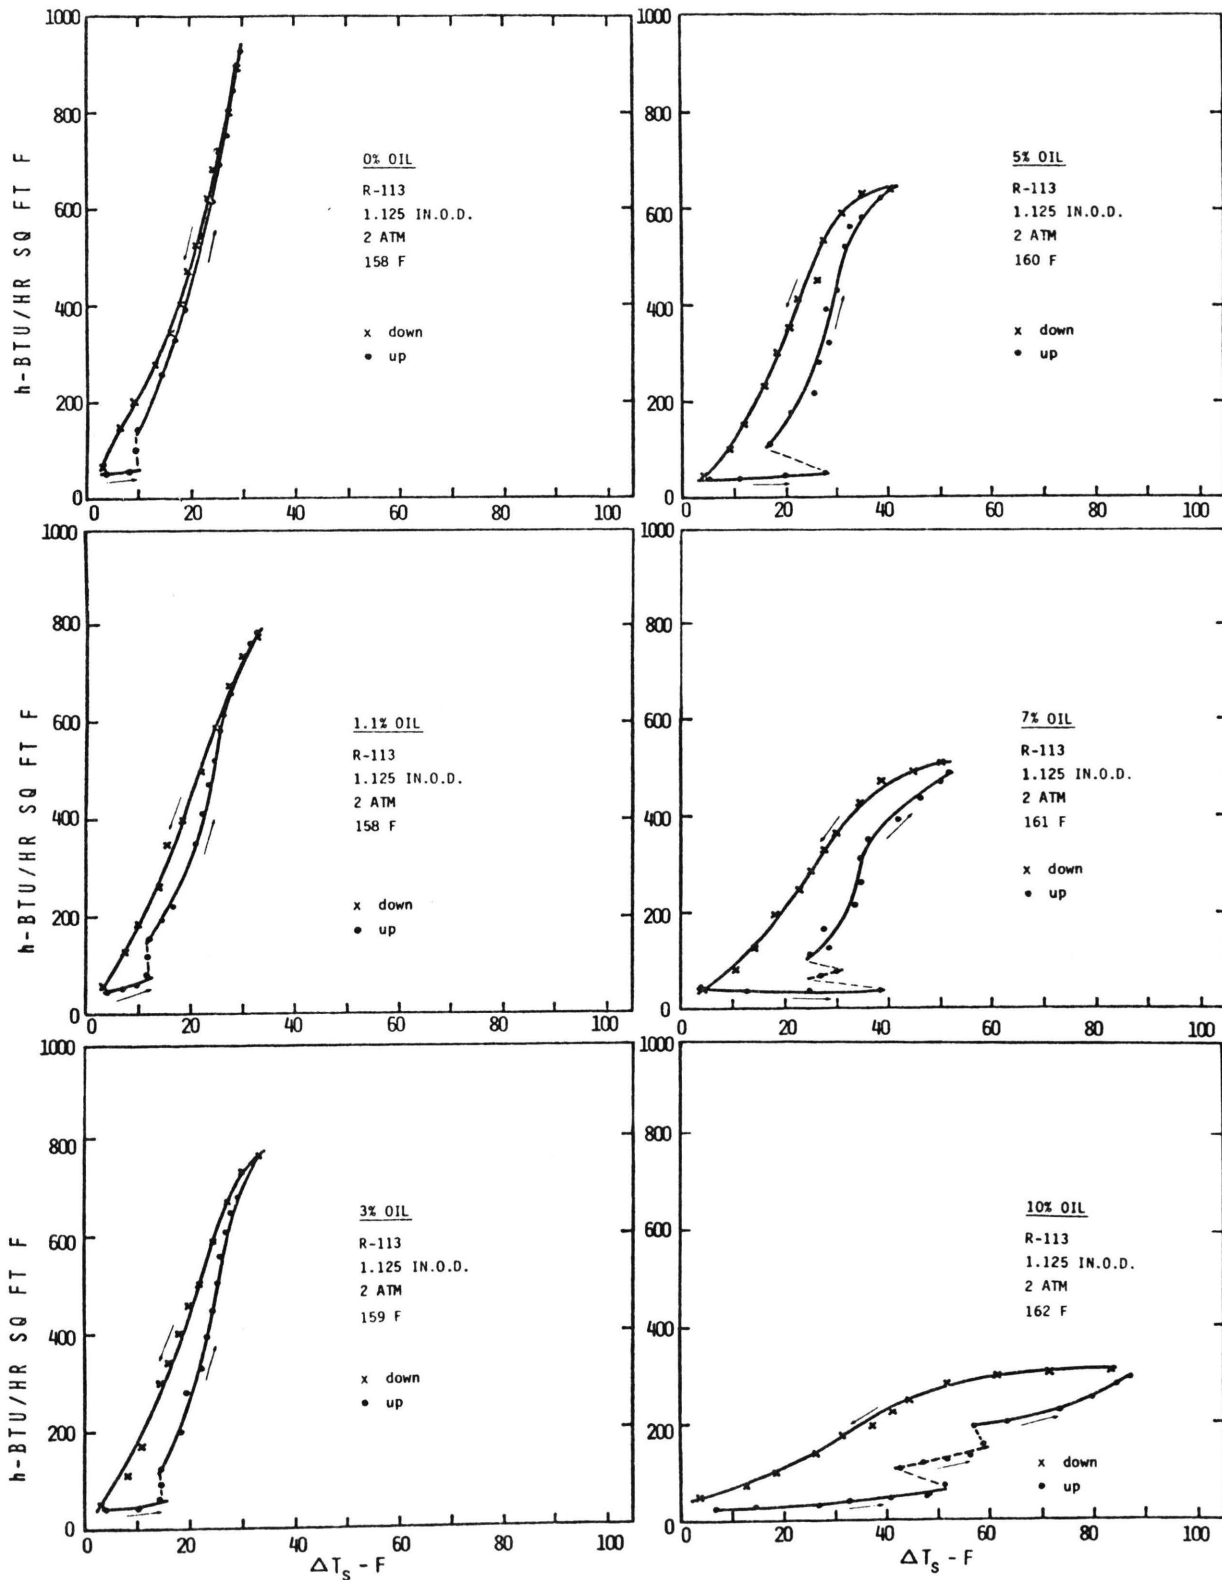 h-BTU/HR SQ FT F
1000
800
600
400
200
0
0 20 40 60 80 100
0% OIL
R-113
1.125 IN.O.D.
2 ATM
158 F
x down
• up
1000
800
600
400
200
0
0 20 40 60 80 100
5% OIL
R-113
1.125 IN.O.D.
2 ATM
160 F
x down
• up
h-BTU/HR SQ FT F
1000
800
600
400
200
0
0 20 40 60 80 100
1.1% OIL
R-113
1.125 IN.O.D.
2 ATM
158 F
x down
• up
1000
800
600
400
200
0
0 20 40 60 80 100
7% OIL
R-113
1.125 IN.O.D.
2 ATM
161 F
x down
• up
h-BTU/HR SQ FT F
1000
800
600
400
200
0
0 20 40 60 80 100
ΔTs - F
3% OIL
R-113
1.125 IN.O.D.
2 ATM
159 F
x down
• up
1000
800
600
400
200
0
0 20 40 60 80 100
ΔTs - F
10% OIL
R-113
1.125 IN.O.D.
2 ATM
162 F
x down
• up